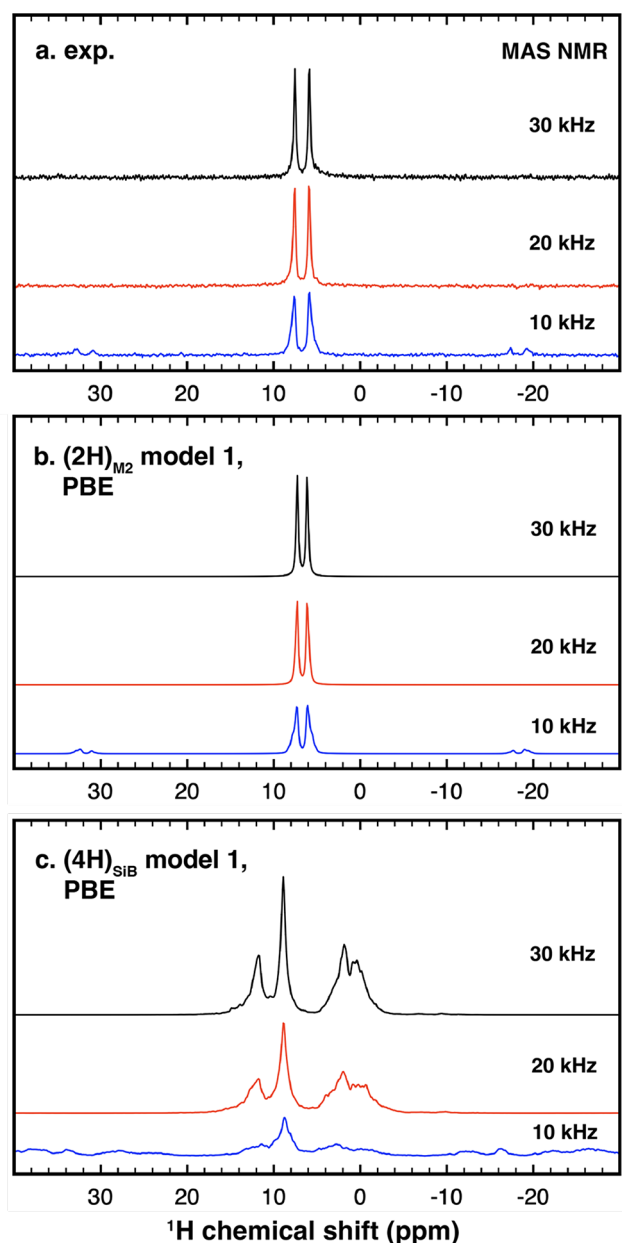 a. exp.
MAS NMR
30 kHz
20 kHz
10 kHz
30 20 10 0 -10 -20
b. (2H)M2 model 1,
PBE
30 kHz
20 kHz
10 kHz
30 20 10 0 -10 -20
c. (4H)SiB model 1,
PBE
30 kHz
20 kHz
10 kHz
30 20 10 0 -10 -20
¹H chemical shift (ppm)